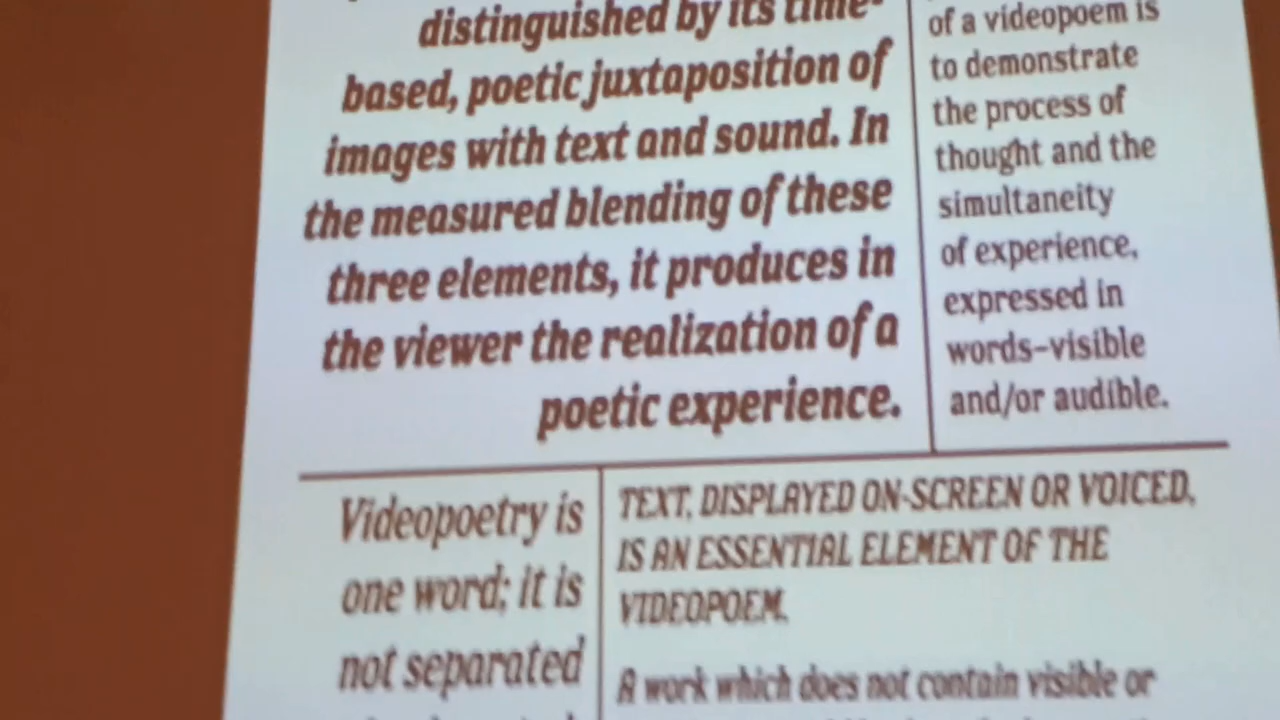 distinguished by its time-
based, poetic juxtaposition of
images with text and sound. In
the measured blending of these
three elements, it produces in
the viewer the realization of a
poetic experience.
of a videopoem is
to demonstrate
the process of
thought and the
simultaneity
of experience,
expressed in
words–visible
and/or audible.
Videopoetry is
one word; it is
not separated
TEXT, DISPLAYED ON-SCREEN OR VOICED,
IS AN ESSENTIAL ELEMENT OF THE
VIDEOPOEM.
A work which does not contain visible or